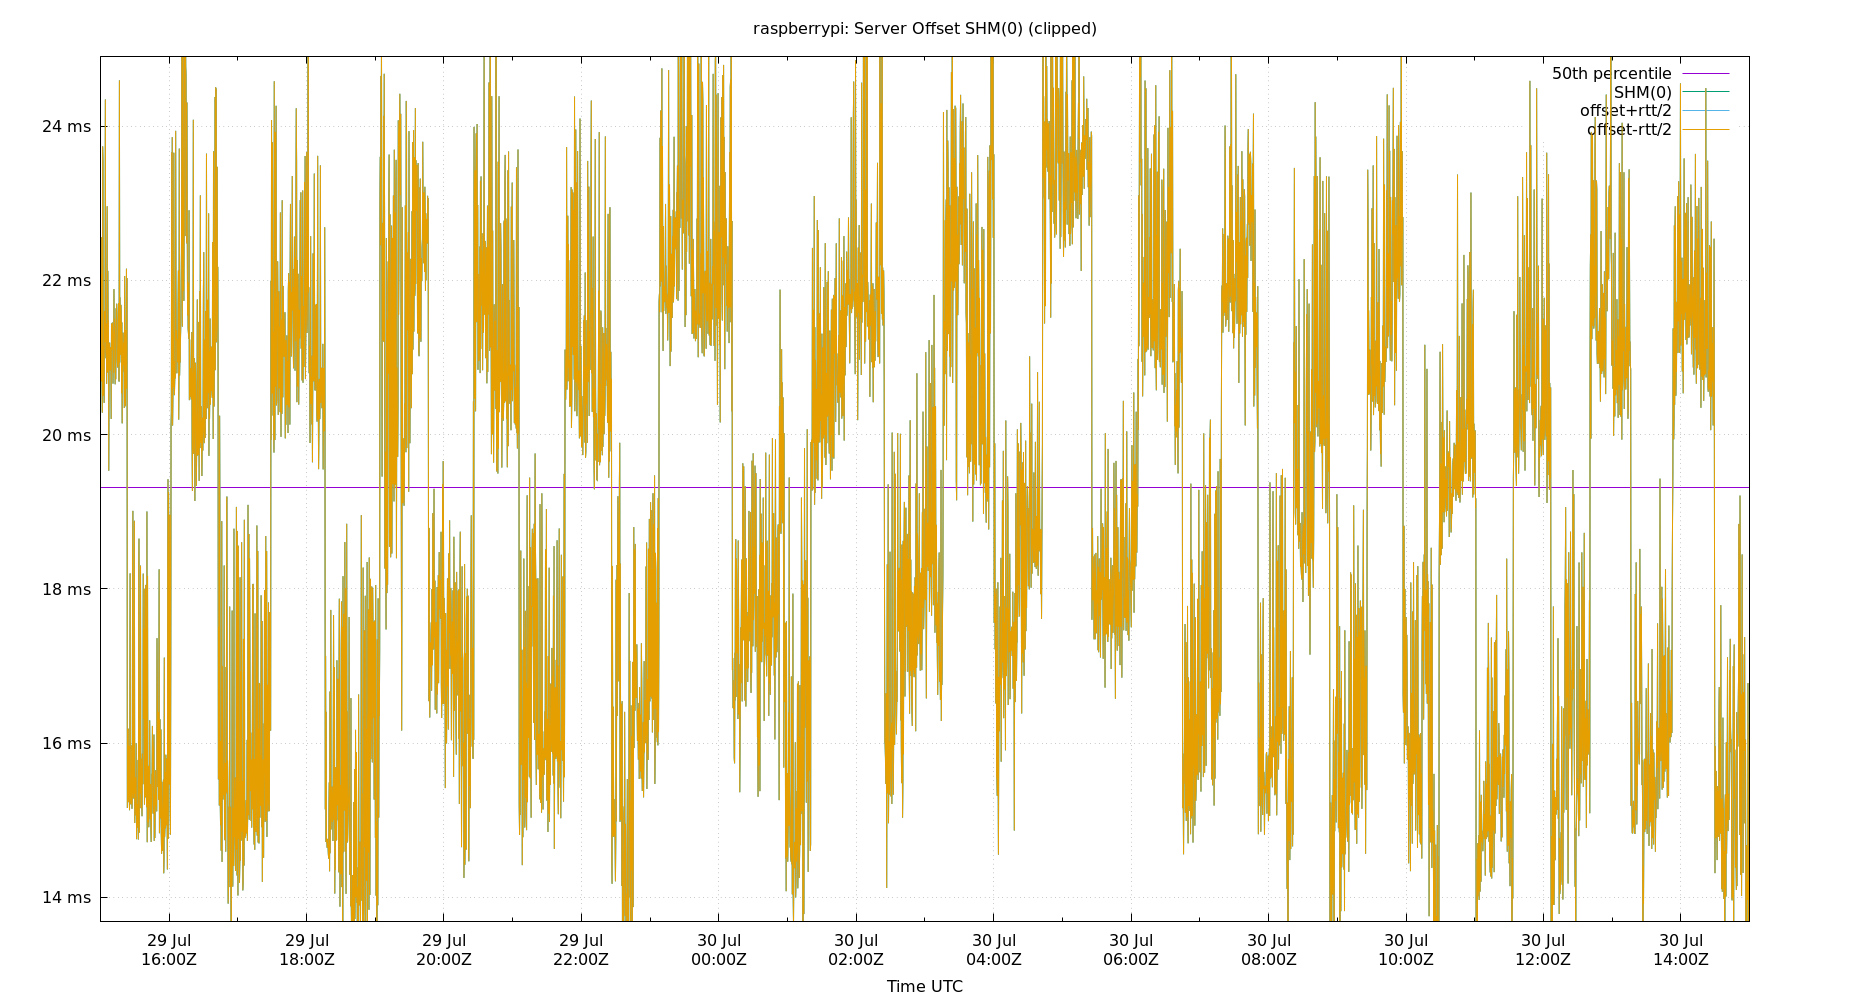 raspberrypi: Server Offset SHM(0) (clipped)
50th percentile
SHM(0)
offset+rtt/2
offset-rtt/2
24 ms
22 ms
20 ms
18 ms
16 ms
14 ms
29 Jul 29 Jul 29 Jul 29 Jul 30 Jul 30 Jul 30 Jul 30 Jul 30 Jul 30 Jul 30 Jul 30 Jul
16:00Z 18:00Z 20:00Z 22:00Z 00:00Z 02:00Z 04:00Z 06:00Z 08:00Z 10:00Z 12:00Z 14:00Z
Time UTC